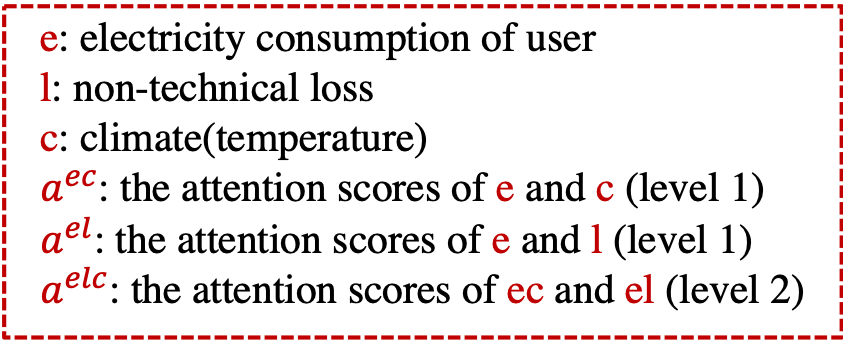 e: electricity consumption of user
l: non-technical loss
c: climate(temperature)
a^{ec}: the attention scores of e and c (level 1)
a^{el}: the attention scores of e and l (level 1)
a^{elc}: the attention scores of ec and el (level 2)